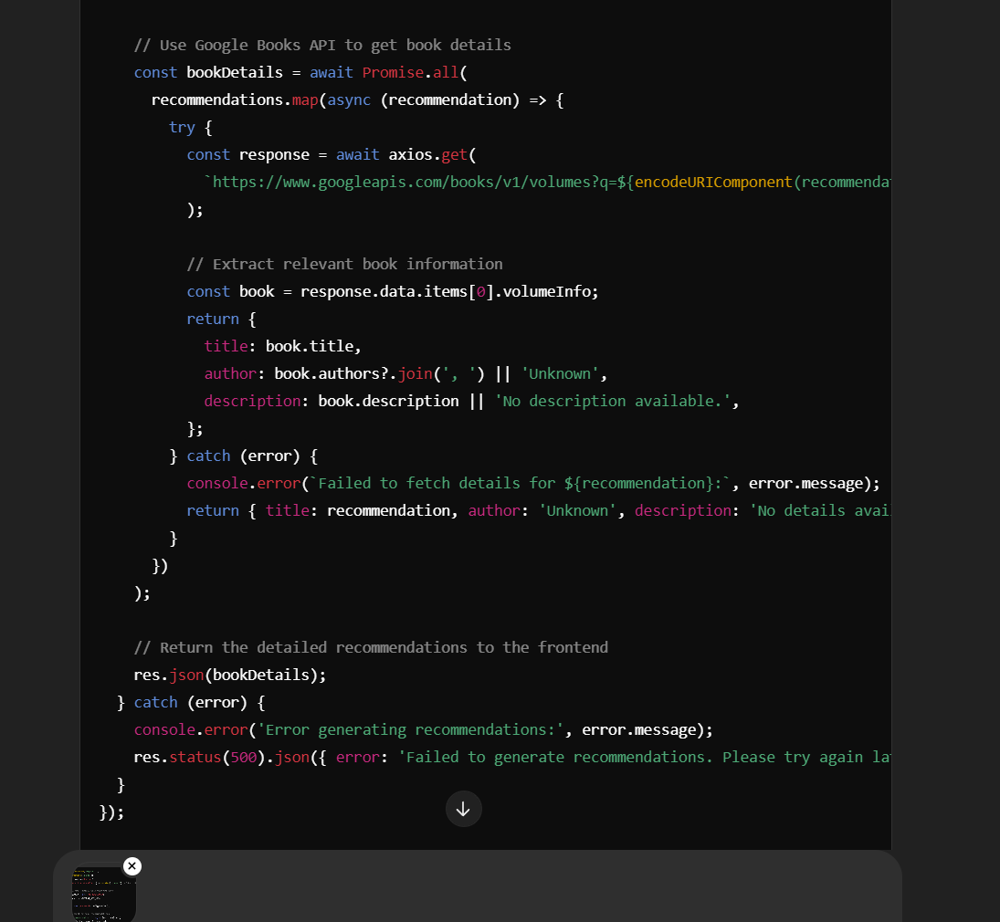 // Use Google Books API to get book details
const bookDetails = await Promise.all(
recommendations.map(async (recommendation) => {
try {
const response = await axios.get(
`https://www.googleapis.com/books/v1/volumes?q=${encodeURIComponent(recommendat
);
// Extract relevant book information
const book = response.data.items[0].volumeInfo;
return {
title: book.title,
author: book.authors?.join(', ') || 'Unknown',
description: book.description || 'No description available.',
};
} catch (error) {
console.error(`Failed to fetch details for ${recommendation}:`, error.message);
return { title: recommendation, author: 'Unknown', description: 'No details avai
}
})
);
// Return the detailed recommendations to the frontend
res.json(bookDetails);
} catch (error) {
console.error('Error generating recommendations:', error.message);
res.status(500).json({ error: 'Failed to generate recommendations. Please try again lat
}
});